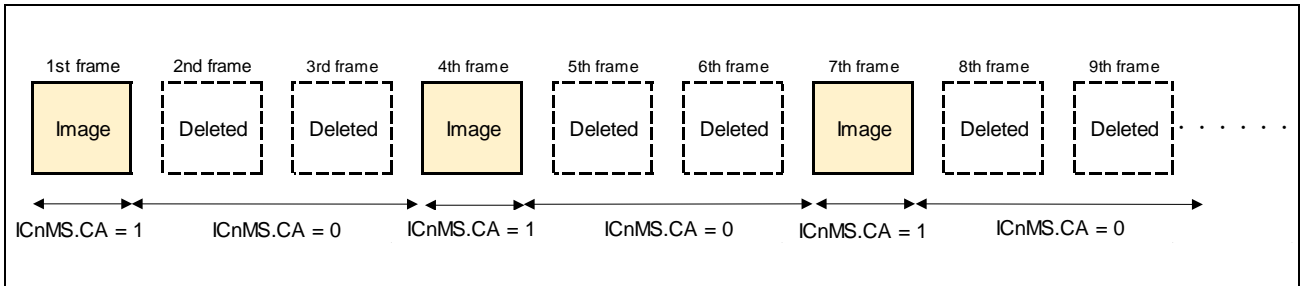 1st frame 2nd frame 3rd frame 4th frame 5th frame 6th frame 7th frame 8th frame 9th frame
Image Deleted Deleted Image Deleted Deleted Image Deleted Deleted . . . . . .
ICnMS.CA = 1 ICnMS.CA = 0 ICnMS.CA = 1 ICnMS.CA = 0 ICnMS.CA = 1 ICnMS.CA = 0